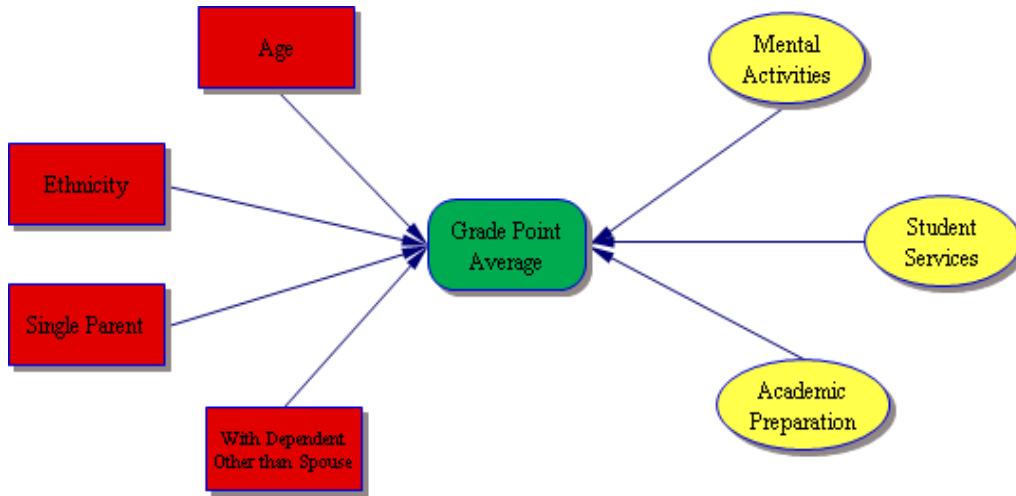 Age
Mental
Activities
Ethnicity
Grade Point
Average
Student
Services
Single Parent
Academic
Preparation
With Dependent
Other than Spouse